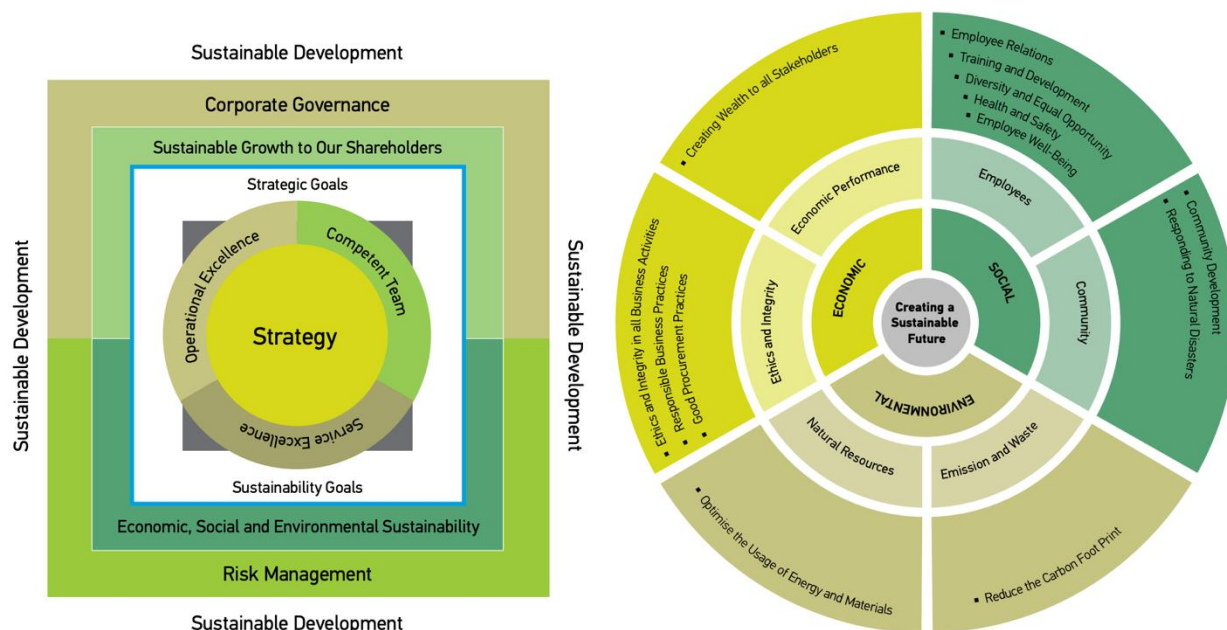 Sustainable Development
Corporate Governance
Sustainable Growth to Our Shareholders
Strategic Goals
Operational Excellence
Competent Team
Strategy
Service Excellence
Sustainability Goals
Economic, Social and Environmental Sustainability
Risk Management
Sustainable Development
Sustainable Development
Sustainable Development
▪ Creating Wealth to all Stakeholders
▪ Employee Relations
▪ Training and Development
▪ Diversity and Equal Opportunity
▪ Health and Safety
▪ Employee Well-Being
Economic Performance
Employees
▪ Ethics and Integrity in all Business Activities
▪ Responsible Business Practices
▪ Good Procurement Practices
Ethics and Integrity
ECONOMIC
SOCIAL
Creating a
Sustainable
Future
Community
▪ Community Development
▪ Responding to Natural Disasters
ENVIRONMENTAL
Natural Resources
Emission and Waste
▪ Optimise the Usage of Energy and Materials
▪ Reduce the Carbon Foot Print